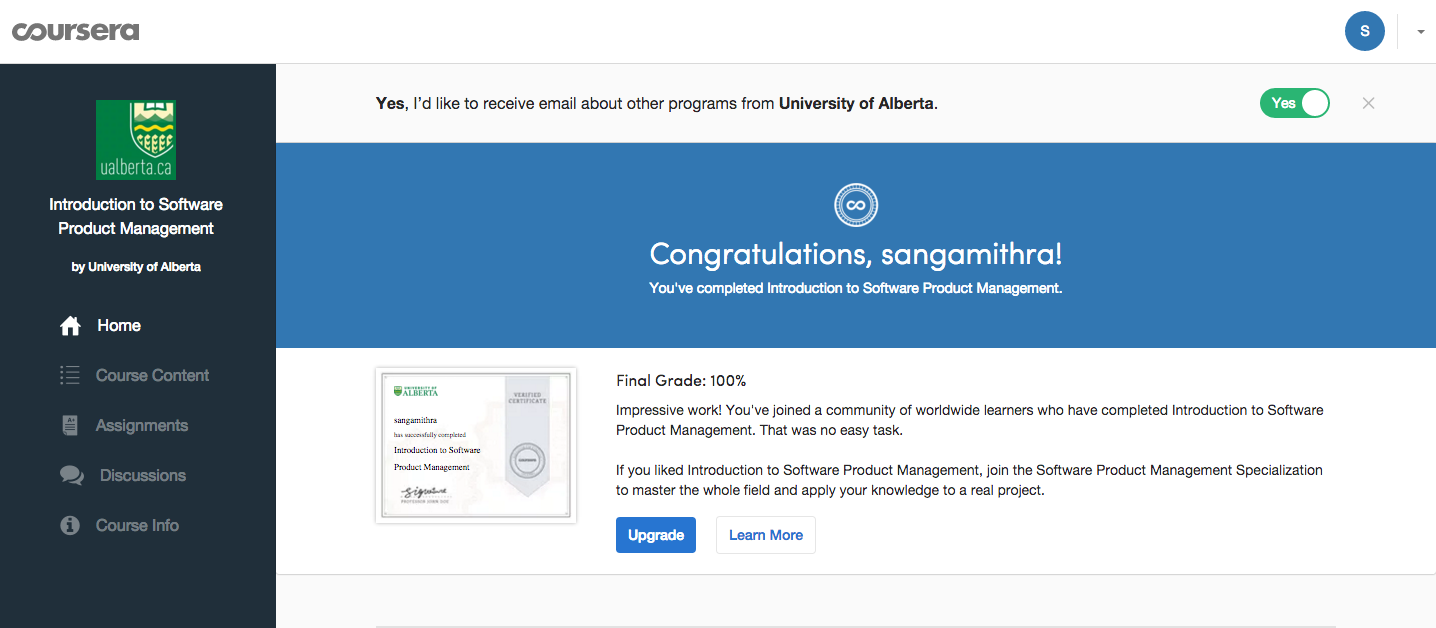 coursera
S
ualberta.ca
Introduction to Software
Product Management
by University of Alberta
Home
Course Content
Assignments
Discussions
Course Info
Yes, I'd like to receive email about other programs from University of Alberta.
Yes
Congratulations, sangamithra!
You've completed Introduction to Software Product Management.
UNIVERSITY OF
ALBERTA
VERIFIED
CERTIFICATE
sangamithra
has successfully completed
Introduction to Software
Product Management
Signature
Final Grade: 100%
Impressive work! You've joined a community of worldwide learners who have completed Introduction to Software
Product Management. That was no easy task.
If you liked Introduction to Software Product Management, join the Software Product Management Specialization
to master the whole field and apply your knowledge to a real project.
Upgrade
Learn More